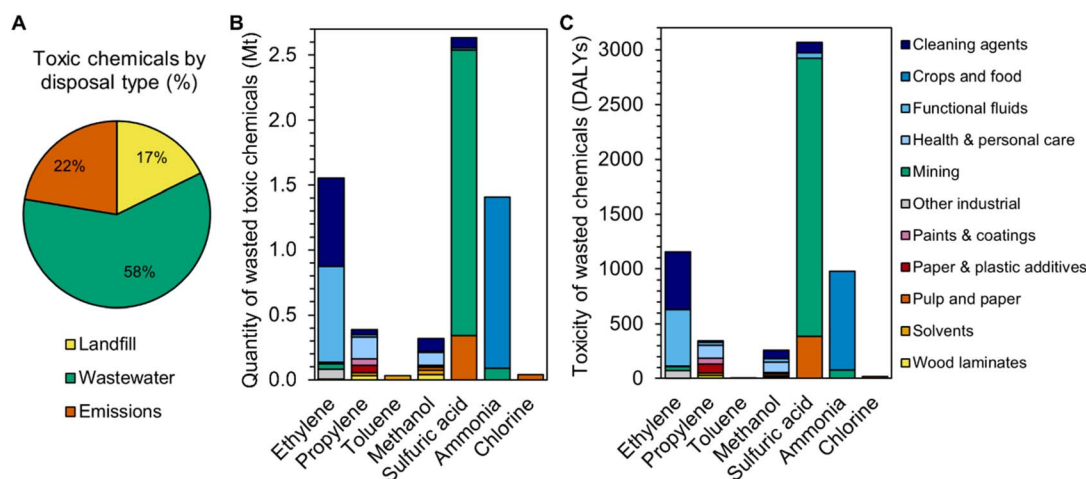 A
Toxic chemicals by
disposal type (%)
22%
17%
58%
Landfill
Wastewater
Emissions
B
Quantity of wasted toxic chemicals (Mt)
2.5
2.0
1.5
1.0
0.5
0.0
Ethylene
Propylene
Toluene
Methanol
Sulfuric acid
Ammonia
Chlorine
C
Toxicity of wasted chemicals (DALYs)
3000
2500
2000
1500
1000
500
0
Ethylene
Propylene
Toluene
Methanol
Sulfuric acid
Ammonia
Chlorine
Cleaning agents
Crops and food
Functional fluids
Health & personal care
Mining
Other industrial
Paints & coatings
Paper & plastic additives
Pulp and paper
Solvents
Wood laminates